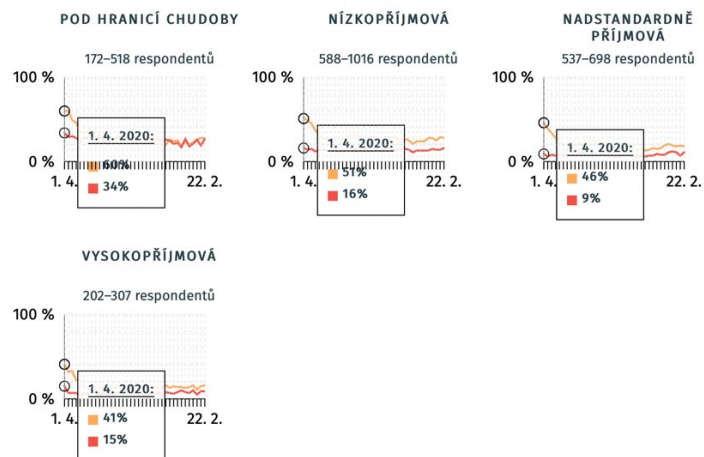 POD HRANICÍ CHUDOBY
172–518 respondentů
100 %
1. 4. 2020:
0 %
60%
1. 4.
22. 2.
34%
NÍZKOPŘÍJMOVÁ
588–1016 respondentů
100 %
1. 4. 2020:
0 %
51%
1. 4.
22. 2.
16%
NADSTANDARDNĚ
PŘÍJMOVÁ
537–698 respondentů
100 %
1. 4. 2020:
0 %
46%
1. 4.
22. 2.
9%
VYSOKOPŘÍJMOVÁ
202–307 respondentů
100 %
1. 4. 2020:
0 %
41%
1. 4.
22. 2.
15%